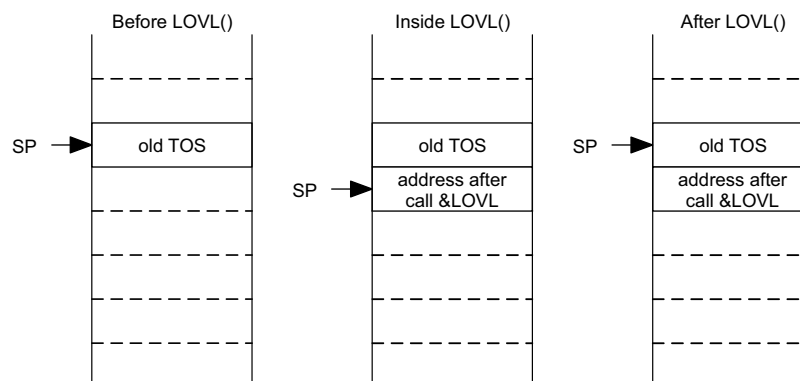 Before LOVL()
Inside LOVL()
After LOVL()
SP
old TOS
old TOS
SP
old TOS
SP
address after
call &LOVL
address after
call &LOVL